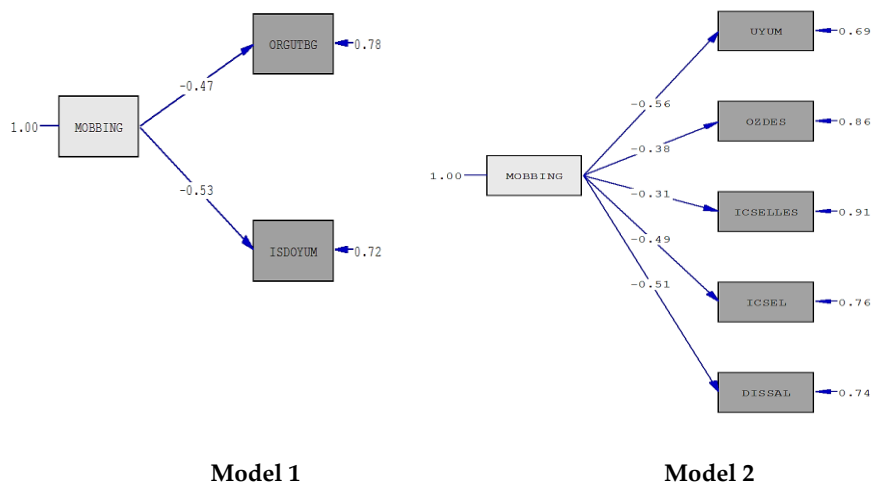 ORGUTBG
0.78
-0.47
1.00
MOBBING
-0.53
ISDOYUM
0.72
Model 1
UYUM
0.69
-0.56
OZDES
0.86
-0.38
1.00
MOBBING
-0.31
ICSELLES
0.91
-0.49
-0.51
ICSEL
0.76
DISSAL
0.74
Model 2